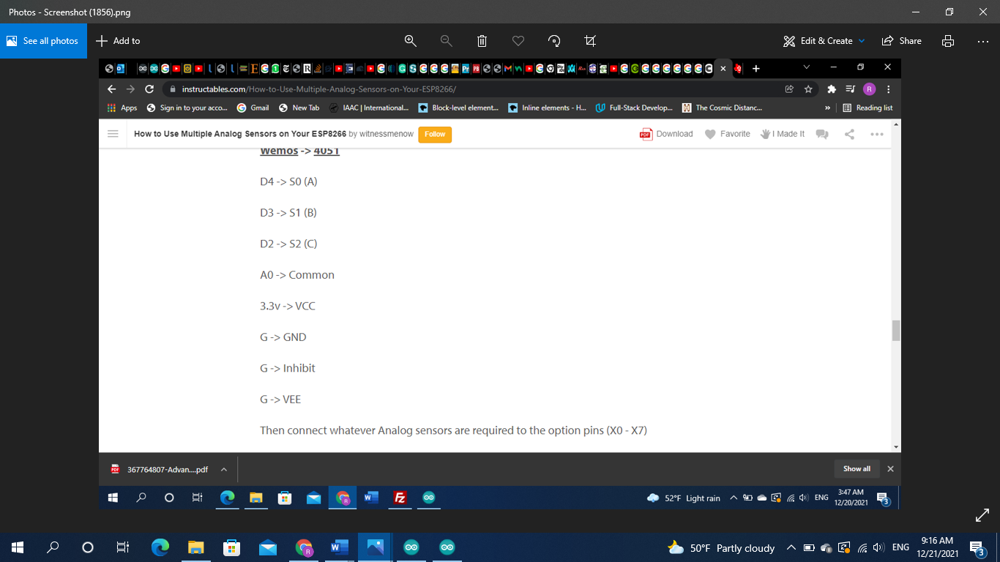 Photos - Screenshot (1856).png
See all photos
Add to
Edit & Create
Share
instructables.com/How-to-Use-Multiple-Analog-Sensors-on-Your-ESP8266/
R
Apps
Sign in to your acco...
Gmail
New Tab
IAAC | International...
Block-level element...
Inline elements - H...
Full-Stack Develop...
The Cosmic Distanc...
»
Reading list
How to Use Multiple Analog Sensors on Your ESP8266 by witnessmenow
Follow
PDF
Download
Favorite
I Made It
Wemos -> 4051
D4 -> S0 (A)
D3 -> S1 (B)
D2 -> S2 (C)
A0 -> Common
3.3v -> VCC
G -> GND
G -> Inhibit
G -> VEE
Then connect whatever Analog sensors are required to the option pins (X0 - X7)
367764807-Advan....pdf
Show all
52°F Light rain
ENG
3:47 AM
12/20/2021
3
50°F Partly cloudy
ENG
9:16 AM
12/21/2021
3